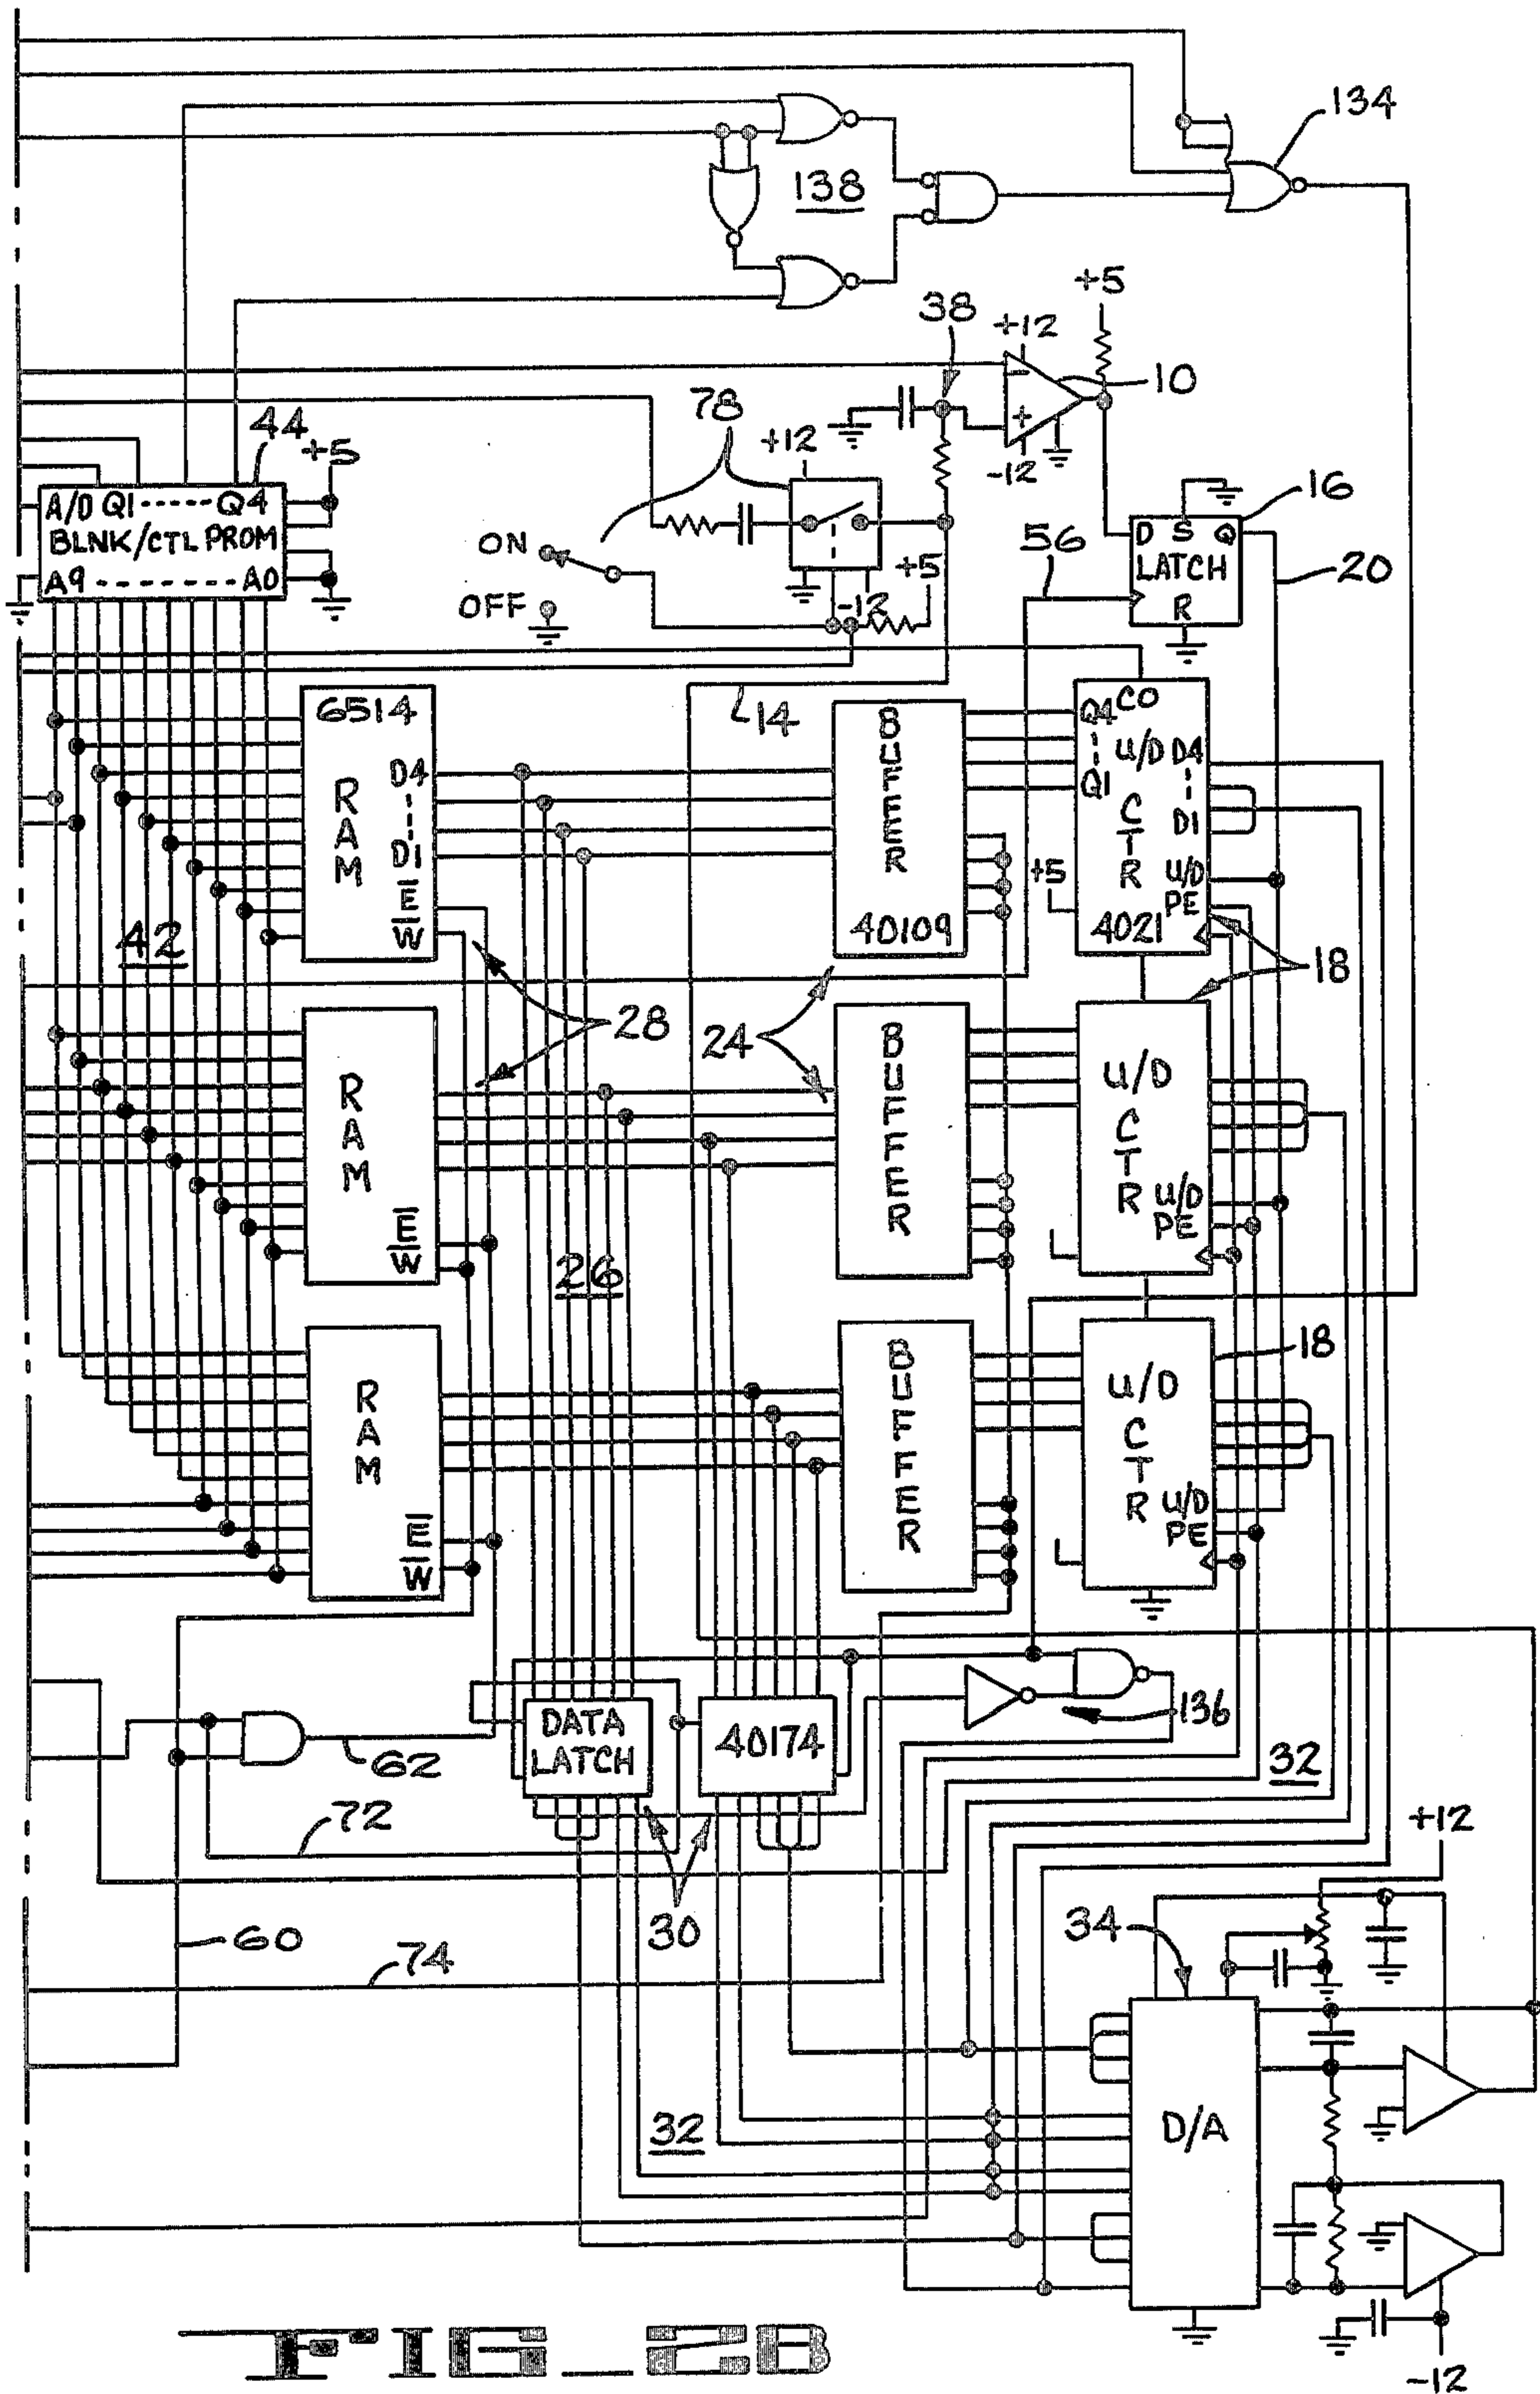 134
138
+5
38
+12
10
44
+5
78
+12
-12
A/D Q1 ----- Q4
BLNK/CTL PROM
A9 ------- A0
ON
OFF
+5
-12
16
56
D S Q
LATCH
R
20
14
6514
RAM
D4
D1
E
W
BUFFER
40109
CO
Q4
Q1
U/D
CTR
D4
D1
U/D
PE
+5
4021
18
42
28
24
RAM
E
W
26
BUFFER
U/D
CTR
U/D
PE
RAM
E
W
BUFFER
U/D
CTR
U/D
PE
18
62
DATA
LATCH
40174
136
32
72
30
60
74
+12
34
D/A
32
-12
FIG_2B